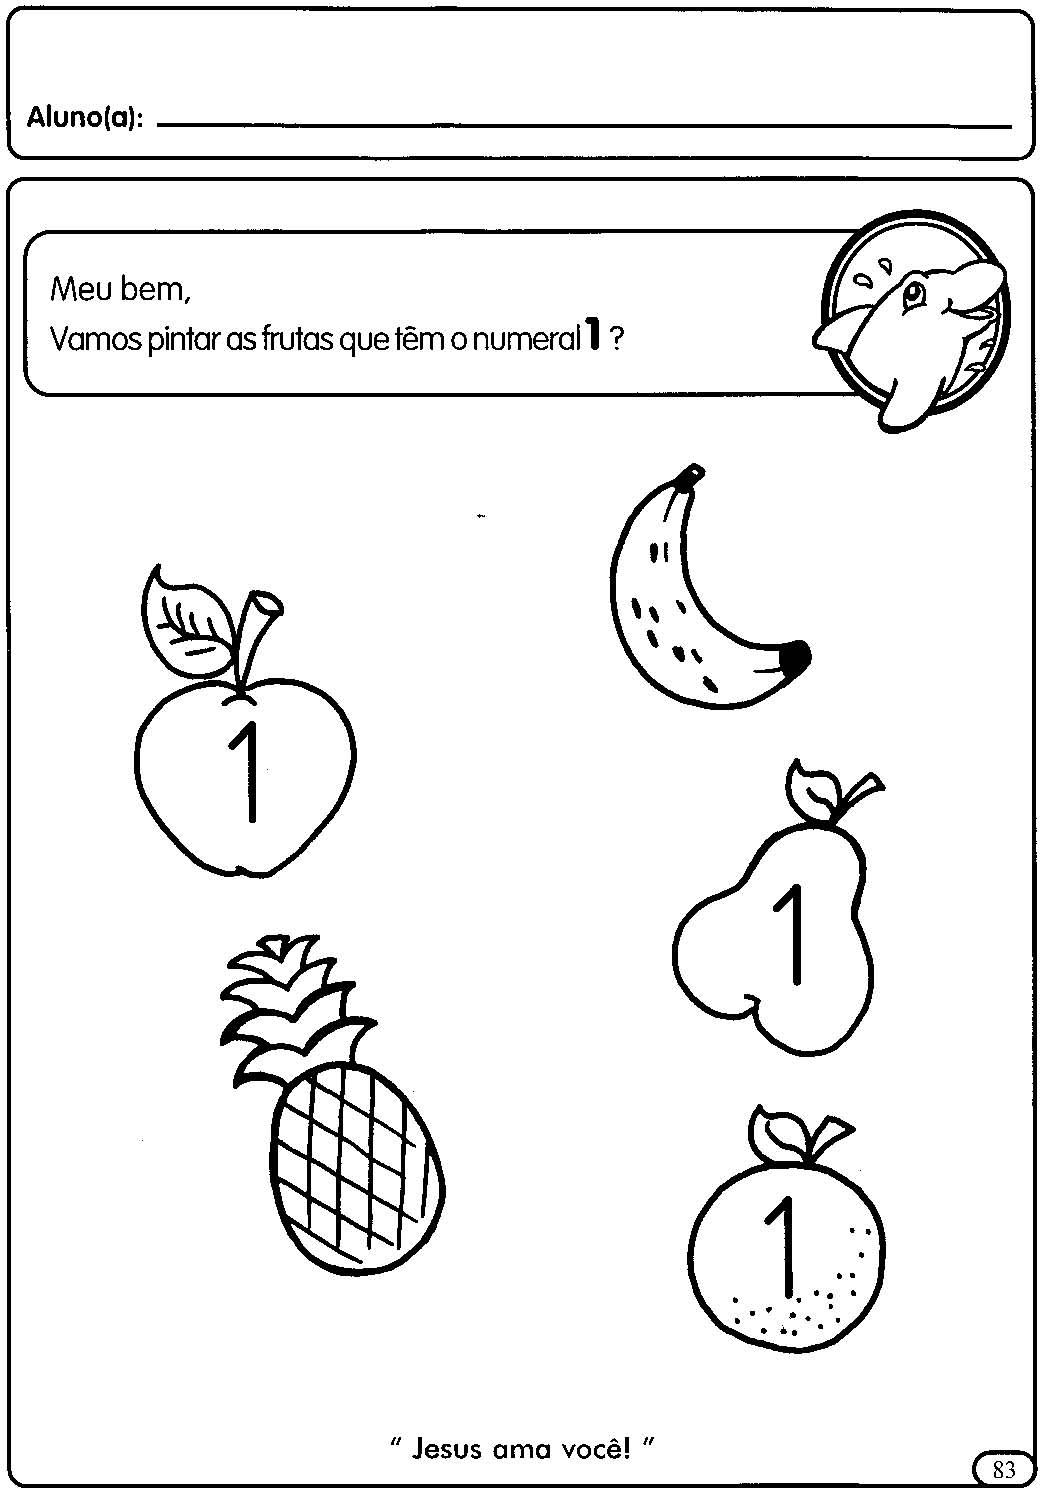 Aluno(a):
Meu bem,
Vamos pintar as frutas que têm o numeral 1 ?
1
1
1
" Jesus ama você! "
83